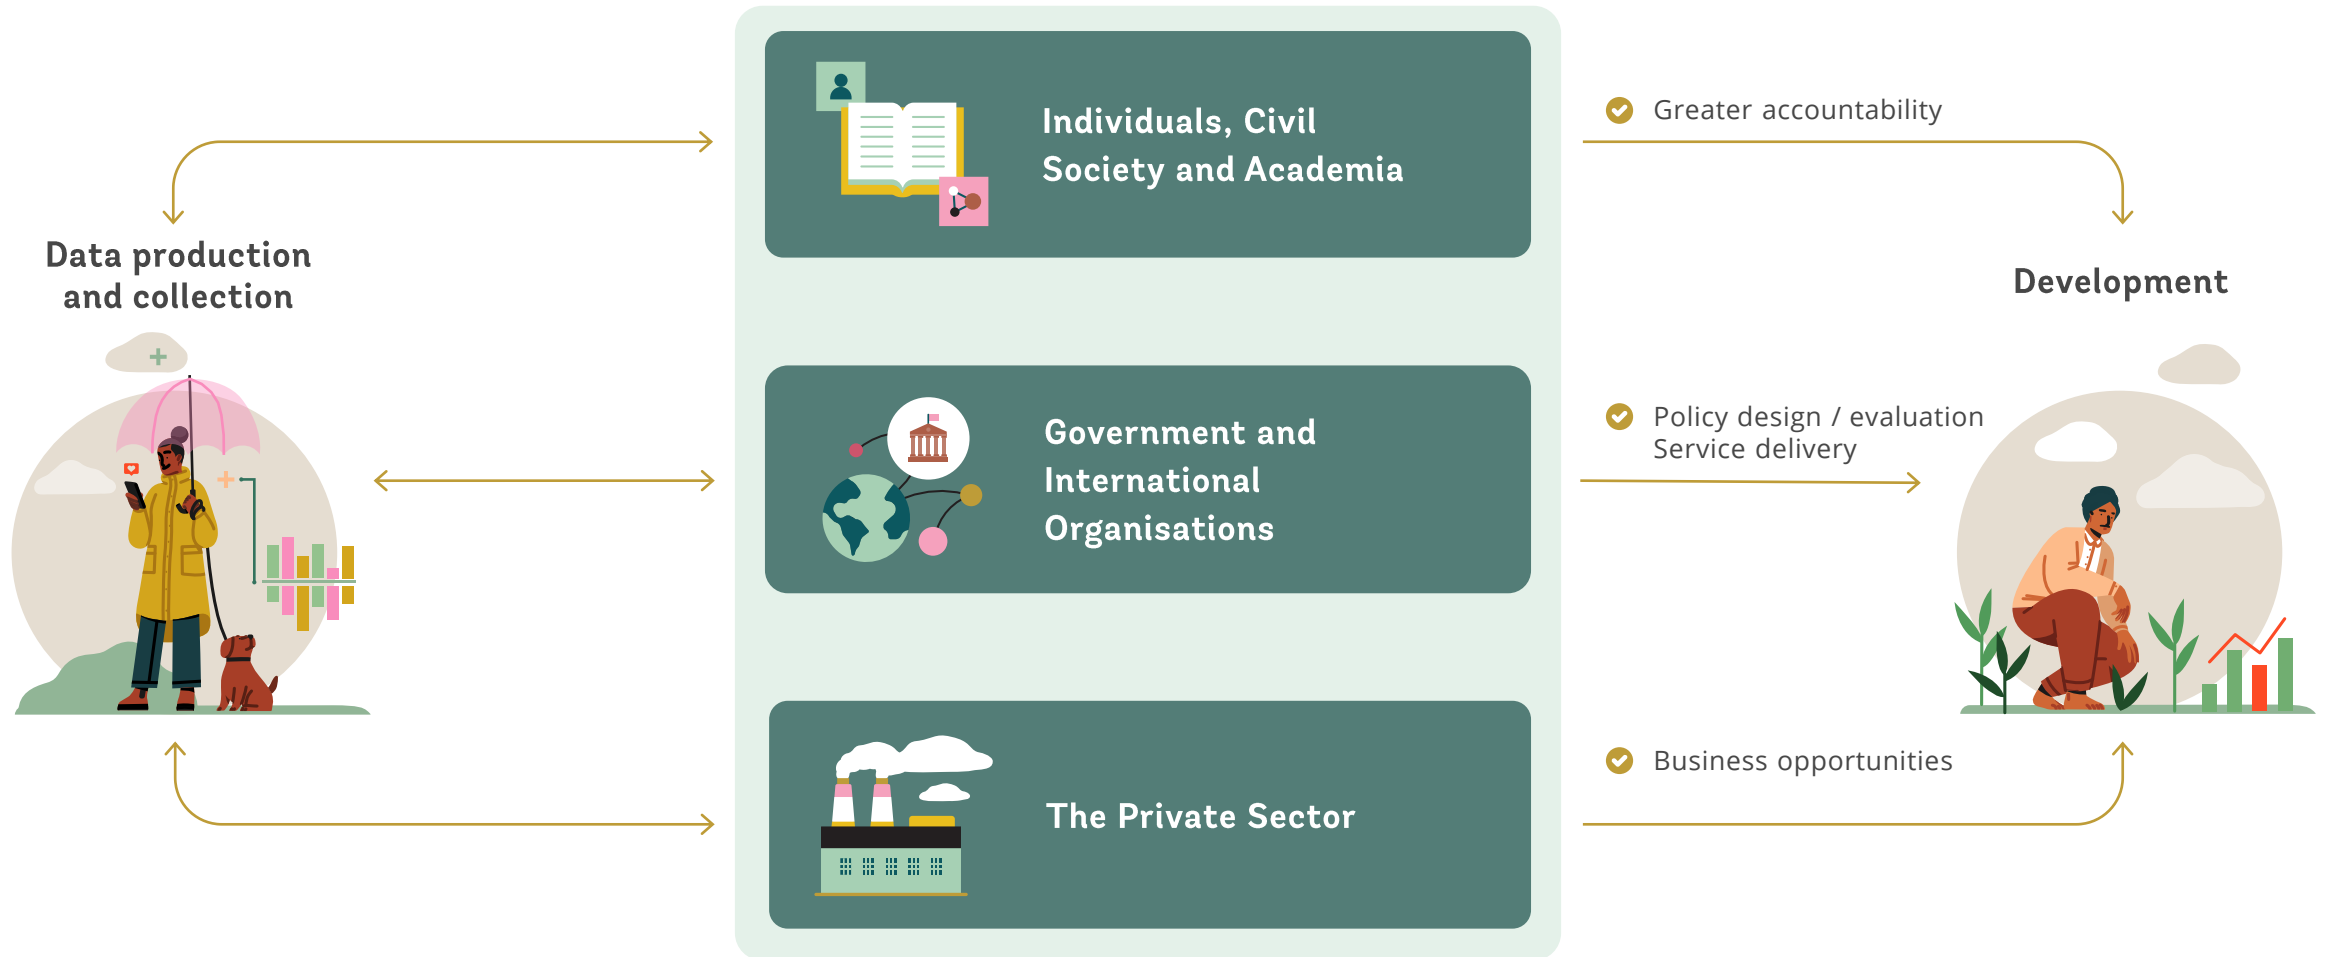 Data production
and collection
Individuals, Civil
Society and Academia
Government and
International
Organisations
The Private Sector
Greater accountability
Policy design / evaluation
Service delivery
Business opportunities
Development